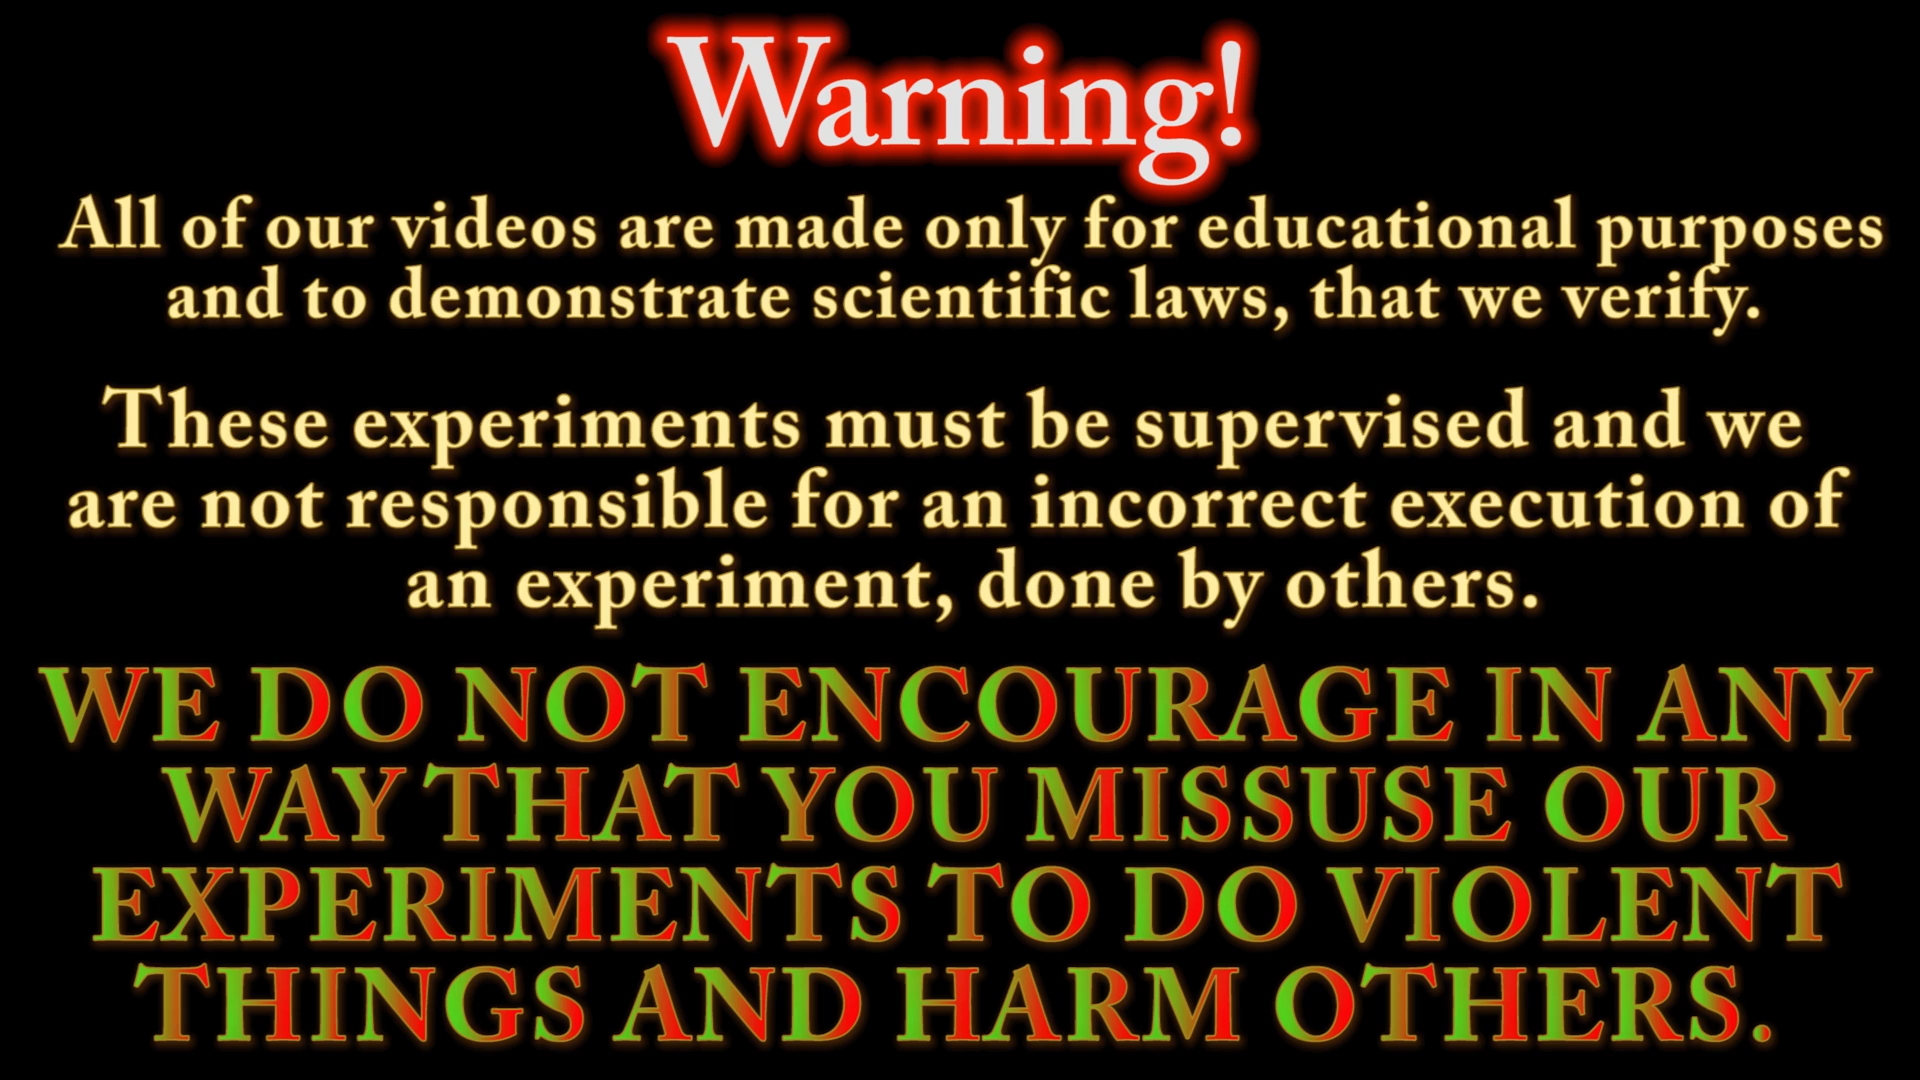 Warning!
All of our videos are made only for educational purposes
and to demonstrate scientific laws, that we verify.
These experiments must be supervised and we
are not responsible for an incorrect execution of
an experiment, done by others.
WE DO NOT ENCOURAGE IN ANY
WAY THAT YOU MISSUSE OUR
EXPERIMENTS TO DO VIOLENT
THINGS AND HARM OTHERS.